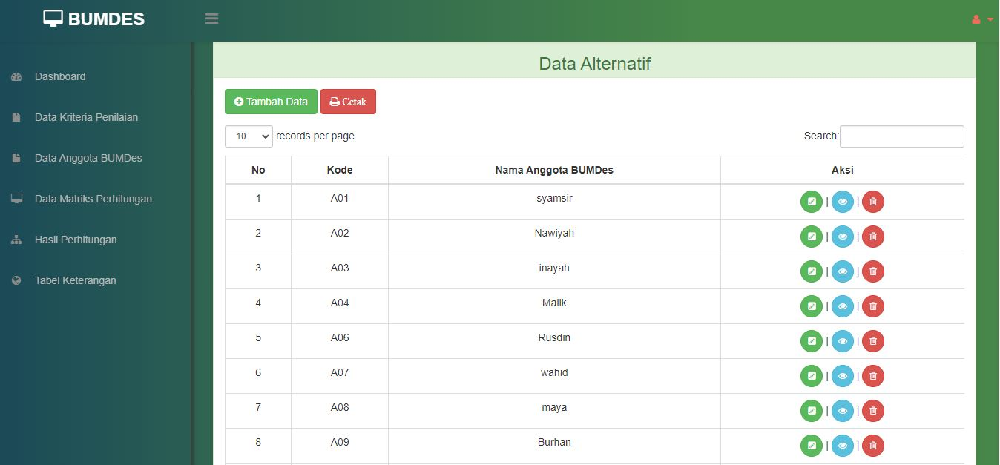 BUMDES
Dashboard
Data Kriteria Penilaian
Data Anggota BUMDes
Data Matriks Perhitungan
Hasil Perhitungan
Tabel Keterangan
Data Alternatif
Tambah Data Cetak
10 records per page Search:
No Kode Nama Anggota BUMDes Aksi
1 A01 syamsir | |
2 A02 Nawiyah | |
3 A03 inayah | |
4 A04 Malik | |
5 A06 Rusdin | |
6 A07 wahid | |
7 A08 maya | |
8 A09 Burhan | |